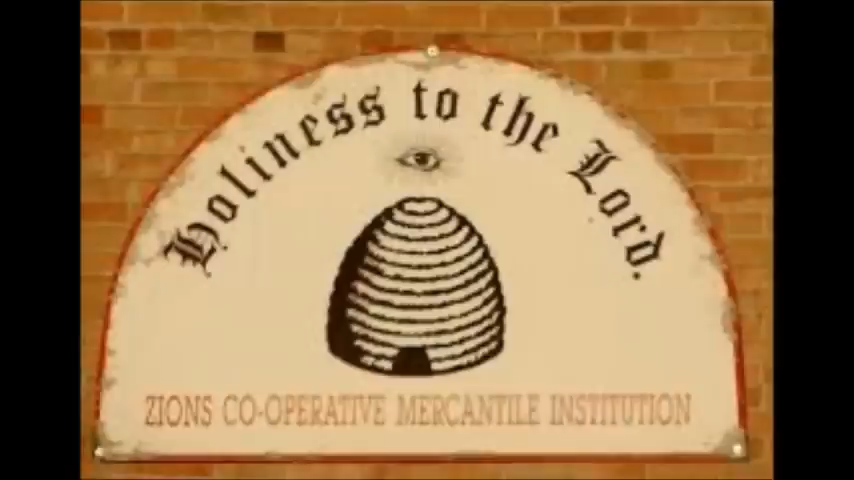 Holiness to the Lord.
ZIONS CO-OPERATIVE MERCANTILE INSTITUTION